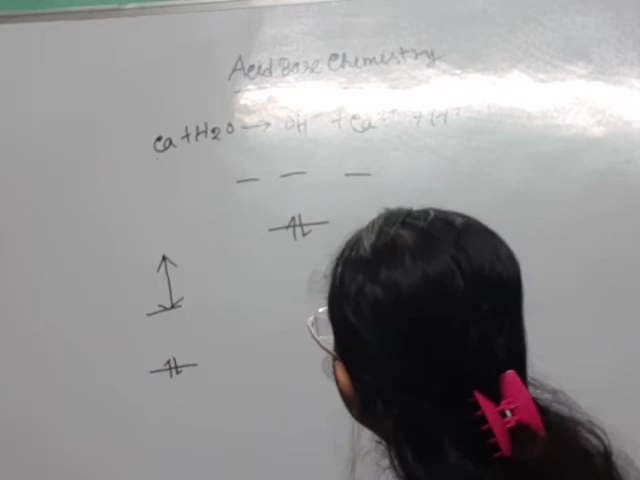 Acid Base Chemistry
Ca + H2O → OH⁻ + Ca²⁺ + H⁺